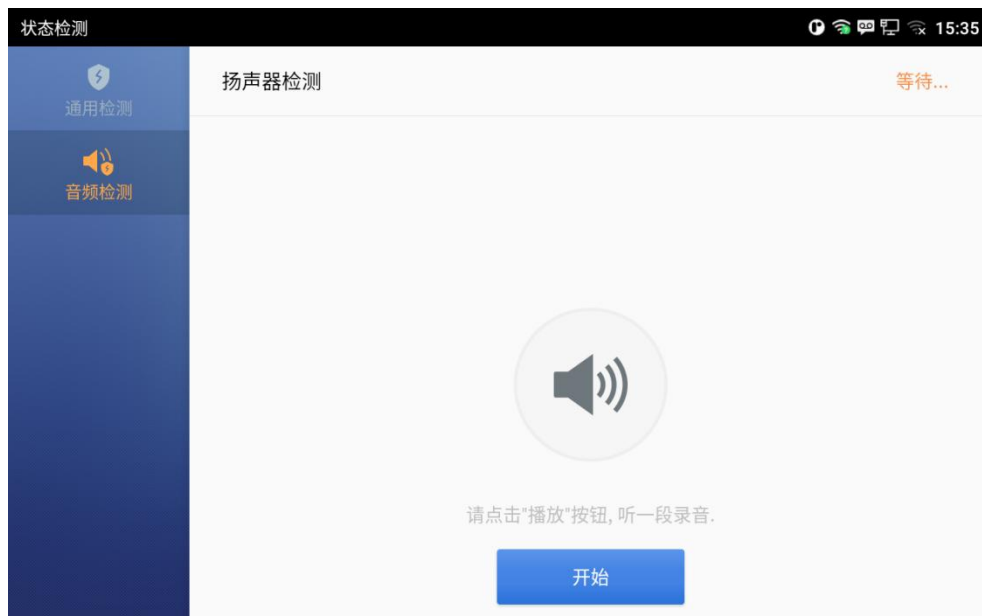 状态检测
15:35
通用检测
音频检测
扬声器检测
等待...
请点击"播放"按钮, 听一段录音.
开始